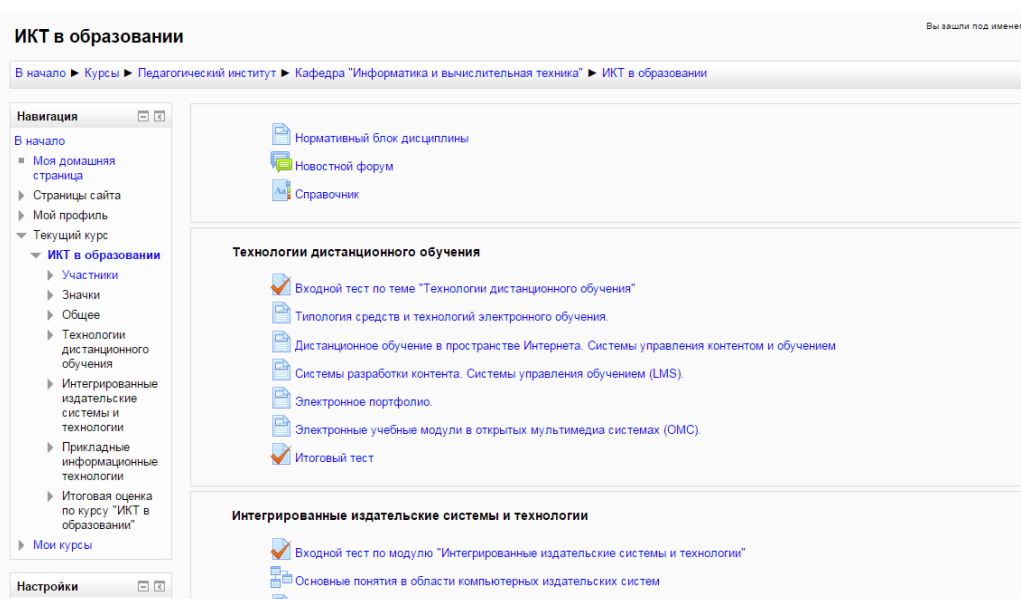 Вы зашли под именем
ИКТ в образовании
В начало ► Курсы ► Педагогический институт ► Кафедра "Информатика и вычислительная техника" ► ИКТ в образовании
Навигация
В начало
Моя домашняя
страница
Страницы сайта
Мой профиль
Текущий курс
ИКТ в образовании
Участники
Значки
Общее
Технологии
дистанционного
обучения
Интегрированные
издательские
системы и
технологии
Прикладные
информационные
технологии
Итоговая оценка
по курсу "ИКТ в
образовании"
Мои курсы
Настройки
Нормативный блок дисциплины
Новостной форум
Aa
Справочник
Технологии дистанционного обучения
Входной тест по теме "Технологии дистанционного обучения"
Типология средств и технологий электронного обучения.
Дистанционное обучение в пространстве Интернета. Системы управления контентом и обучением
Системы разработки контента. Системы управления обучением (LMS).
Электронное портфолио.
Электронные учебные модули в открытых мультимедиа системах (ОМС).
Итоговый тест
Интегрированные издательские системы и технологии
Входной тест по модулю "Интегрированные издательские системы и технологии"
Основные понятия в области компьютерных издательских систем